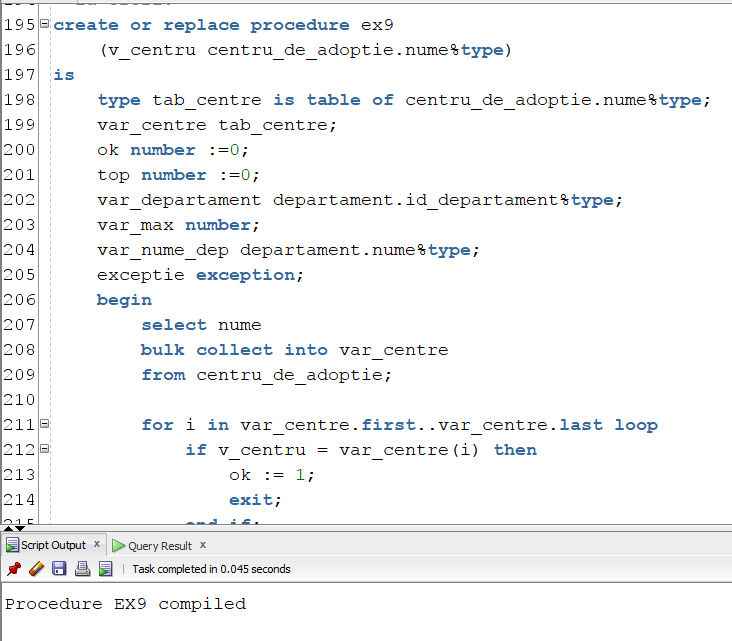 195 create or replace procedure ex9
196 (v_centru centru_de_adoptie.nume%type)
197 is
198 type tab_centre is table of centru_de_adoptie.nume%type;
199 var_centre tab_centre;
200 ok number :=0;
201 top number :=0;
202 var_departament departament.id_departament%type;
203 var_max number;
204 var_nume_dep departament.nume%type;
205 exceptie exception;
206 begin
207 select nume
208 bulk collect into var_centre
209 from centru_de_adoptie;
210
211 for i in var_centre.first..var_centre.last loop
212 if v_centru = var_centre(i) then
213 ok := 1;
214 exit;
215 end if;
Script Output x Query Result x
Task completed in 0.045 seconds
Procedure EX9 compiled